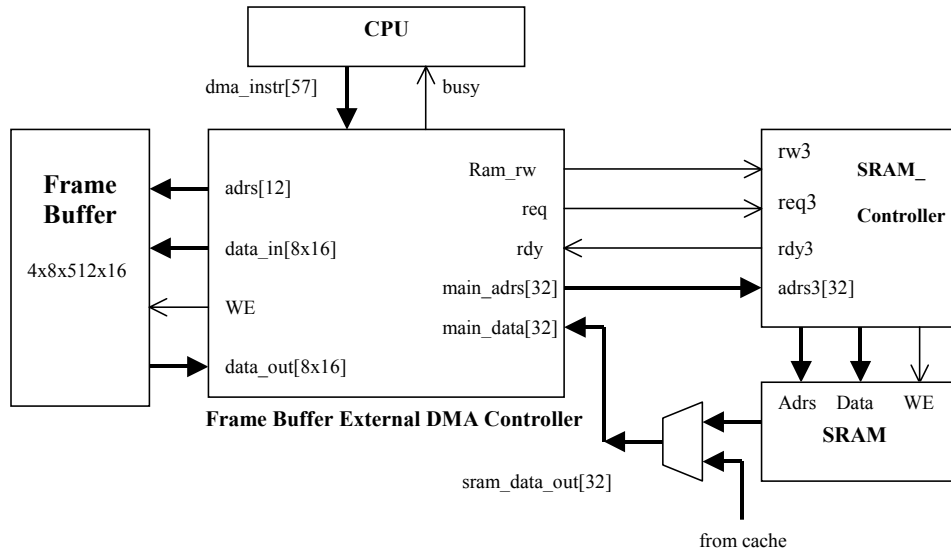 CPU
dma_instr[57]
busy
Frame
Buffer
4x8x512x16
adrs[12]
data_in[8x16]
WE
data_out[8x16]
Ram_rw
req
rdy
main_adrs[32]
main_data[32]
Frame Buffer External DMA Controller
rw3
SRAM_
Controller
req3
rdy3
adrs3[32]
Adrs Data WE
SRAM
sram_data_out[32]
from cache